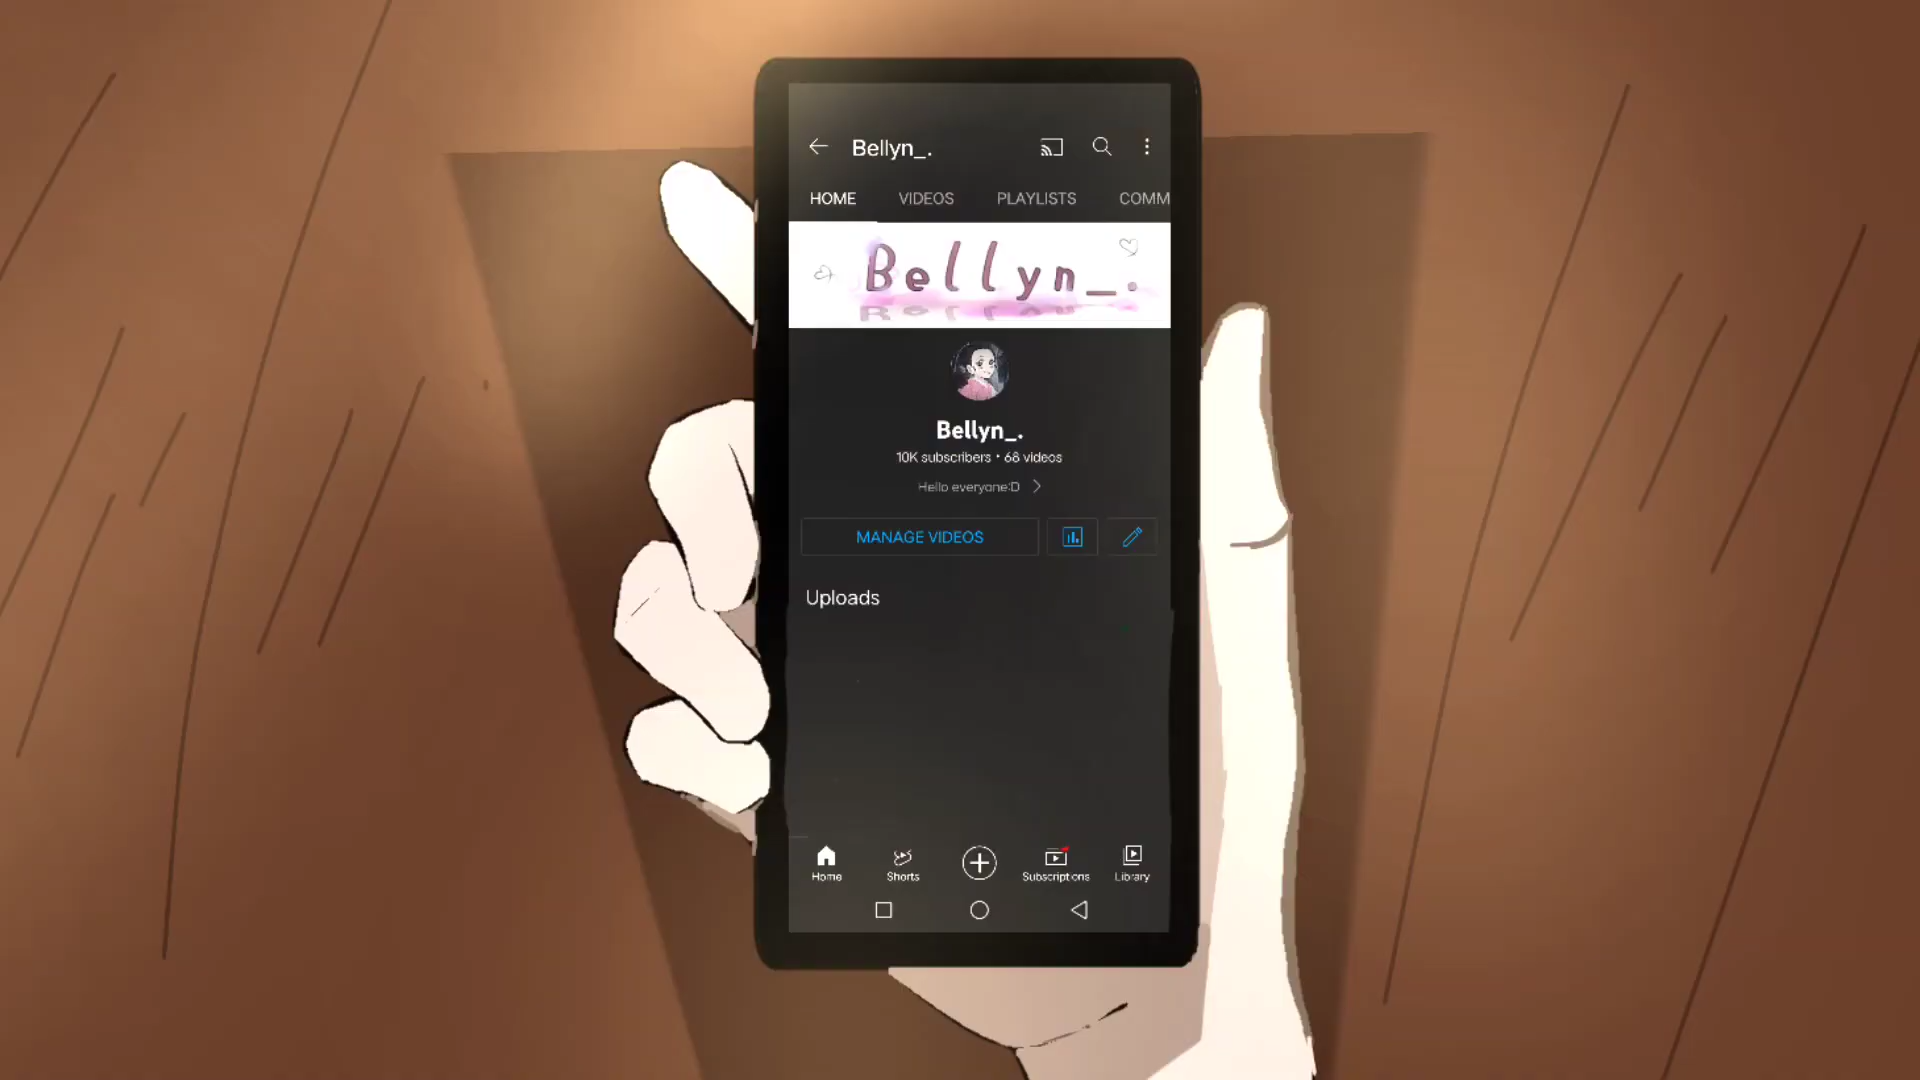 Bellyn_.
HOME VIDEOS PLAYLISTS COMM
Bellyn_.
Bellyn_.
10K subscribers • 68 videos
Hello everyone:D
MANAGE VIDEOS
Uploads
Home Shorts Subscriptions Library